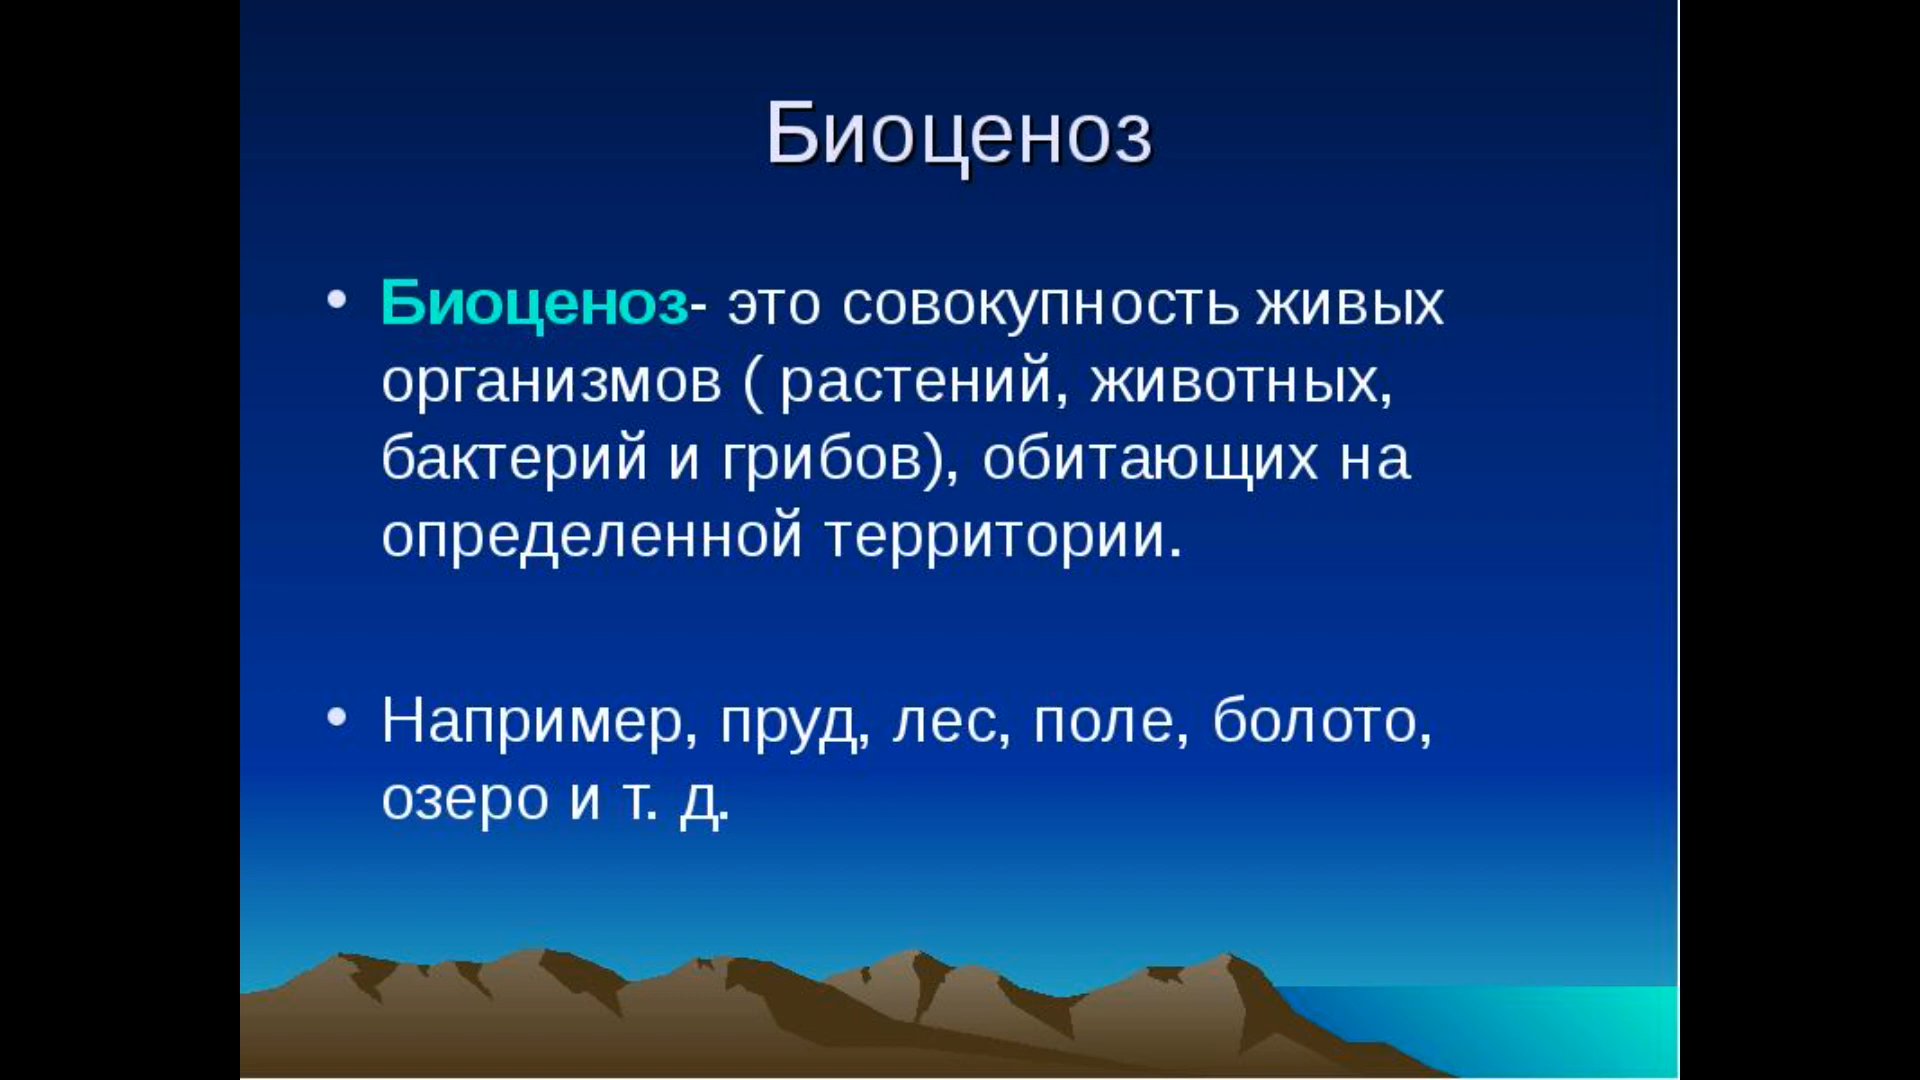 Биоценоз
• Биоценоз- это совокупность живых
организмов ( растений, животных,
бактерий и грибов), обитающих на
определенной территории.
• Например, пруд, лес, поле, болото,
озеро и т. д.